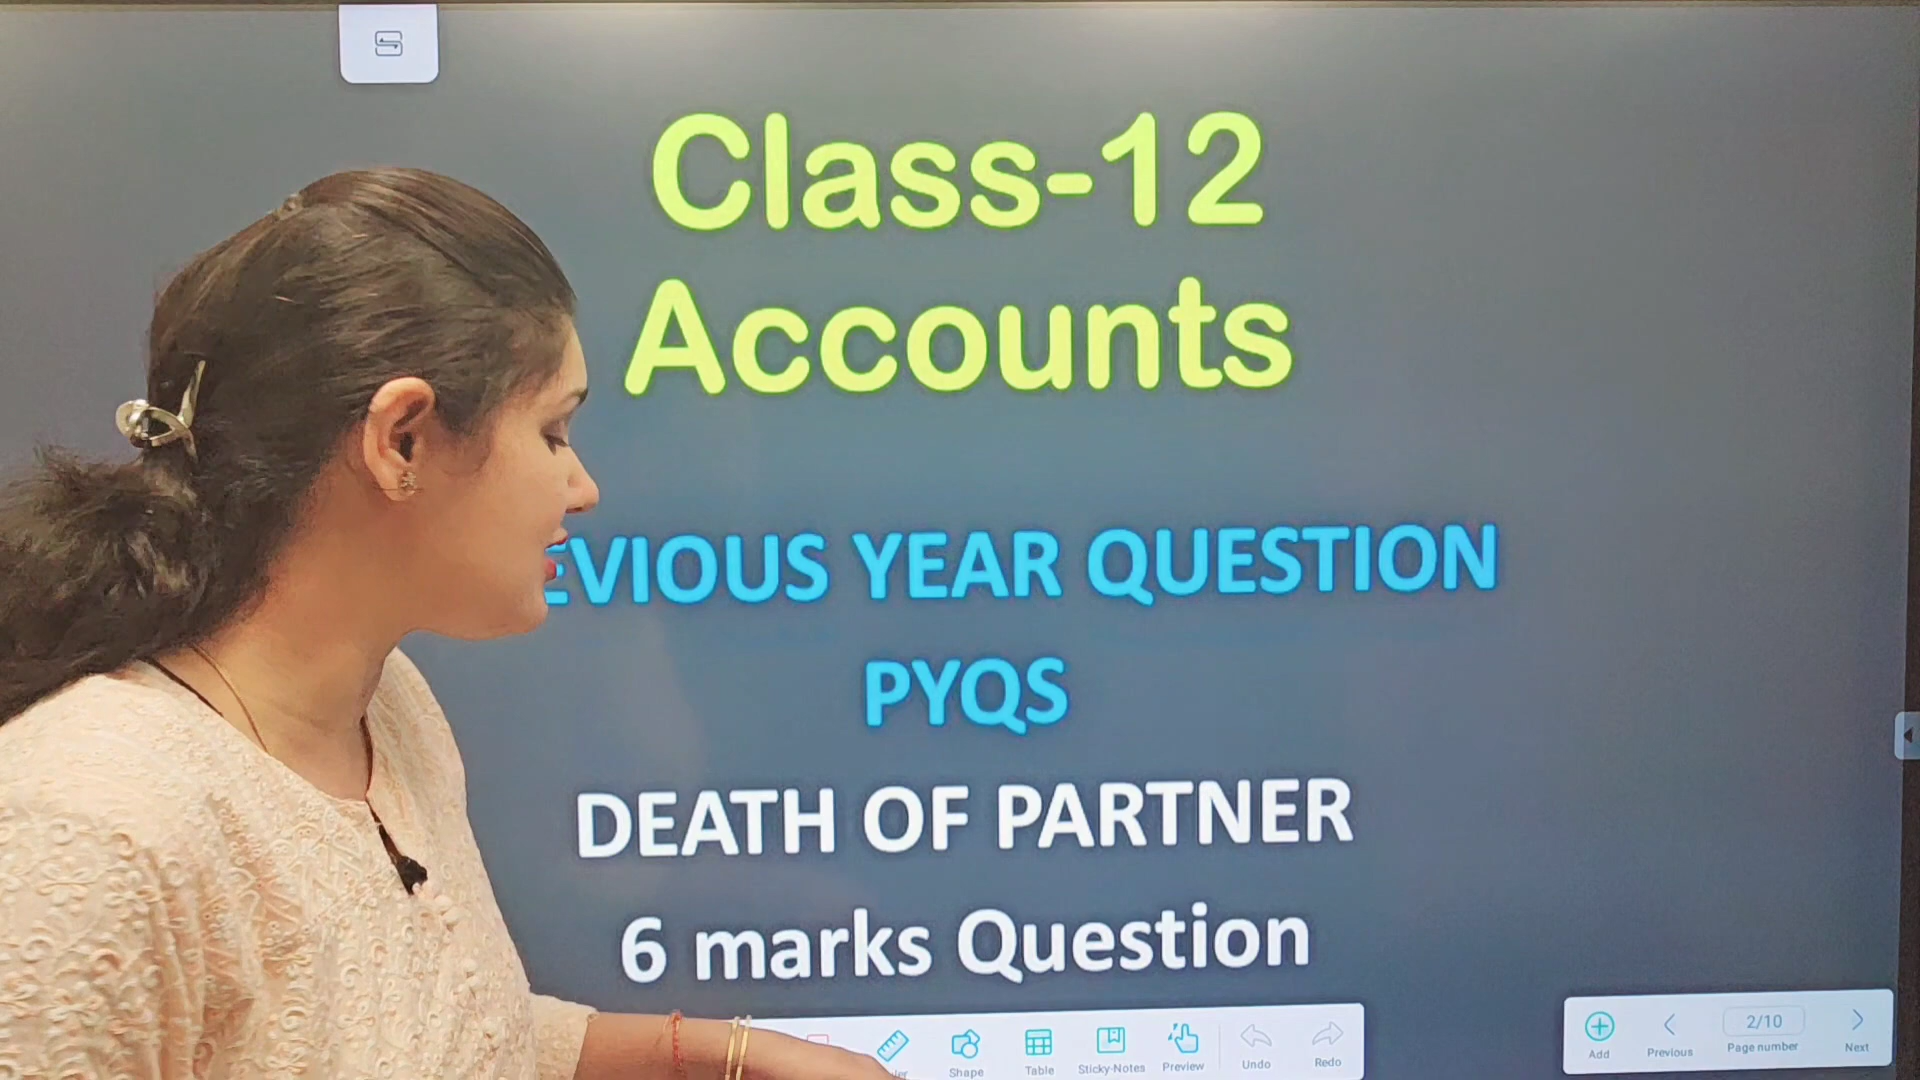 Class-12
Accounts
EVIOUS YEAR QUESTION
PYQS
DEATH OF PARTNER
6 marks Question
Shape
Table
Sticky-Notes
Preview
Undo
Redo
Add
Previous
2/10
Page number
Next